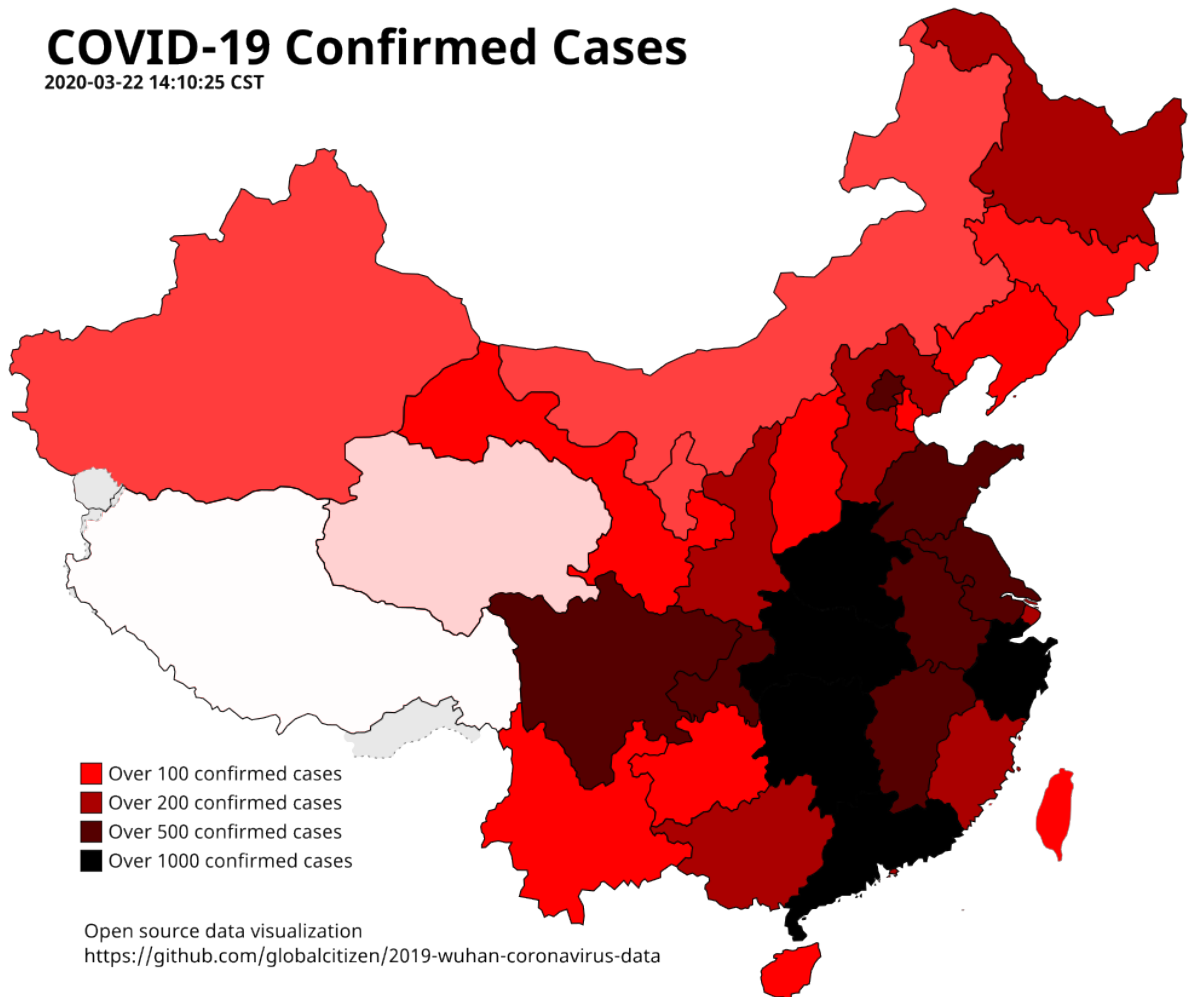 COVID-19 Confirmed Cases
2020-03-22 14:10:25 CST
Over 100 confirmed cases
Over 200 confirmed cases
Over 500 confirmed cases
Over 1000 confirmed cases
Open source data visualization
https://github.com/globalcitizen/2019-wuhan-coronavirus-data